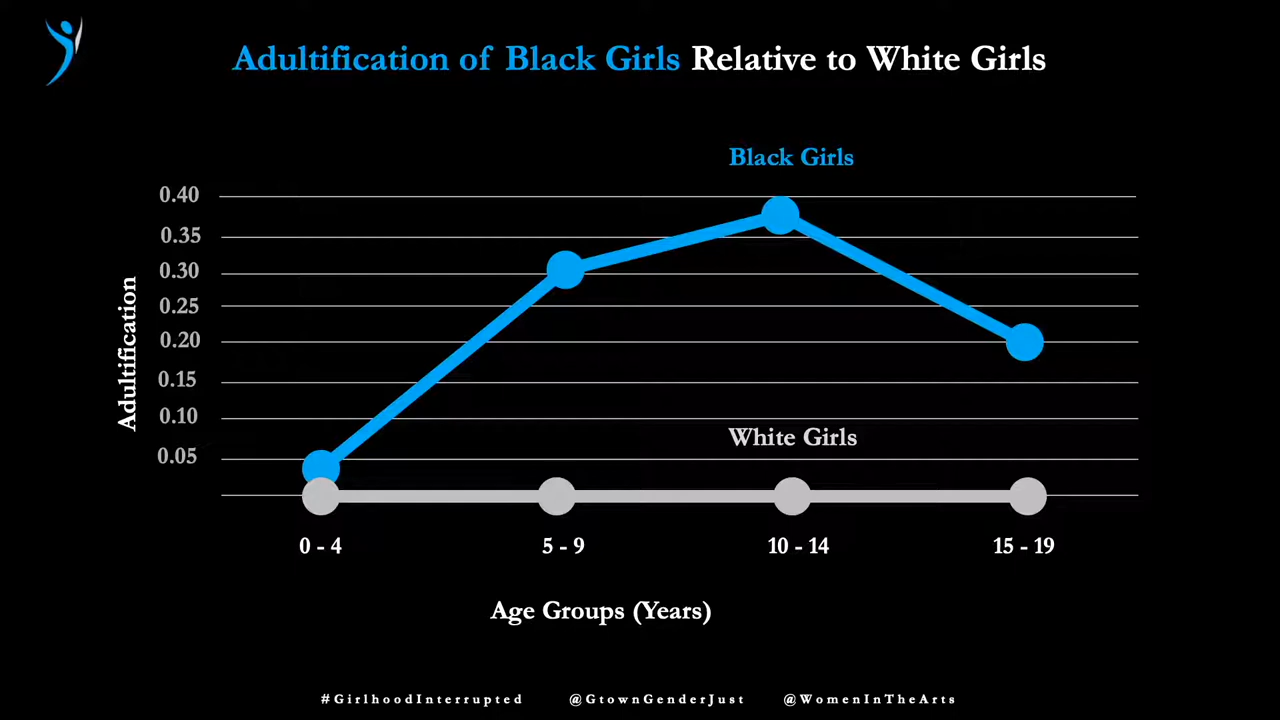 Adultification of Black Girls Relative to White Girls
Black Girls
0.40
0.35
0.30
0.25
0.20
0.15
0.10
0.05
Adultification
White Girls
0 - 4 5 - 9 10 - 14 15 - 19
Age Groups (Years)
#GirlhoodInterrupted @GtownGenderJust @WomenInTheArts